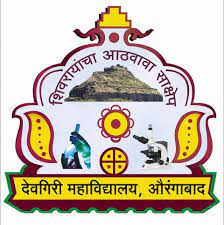 शिवरायांचा आठवावा साक्षेप
देवगिरी महाविद्यालय, औरंगाबाद